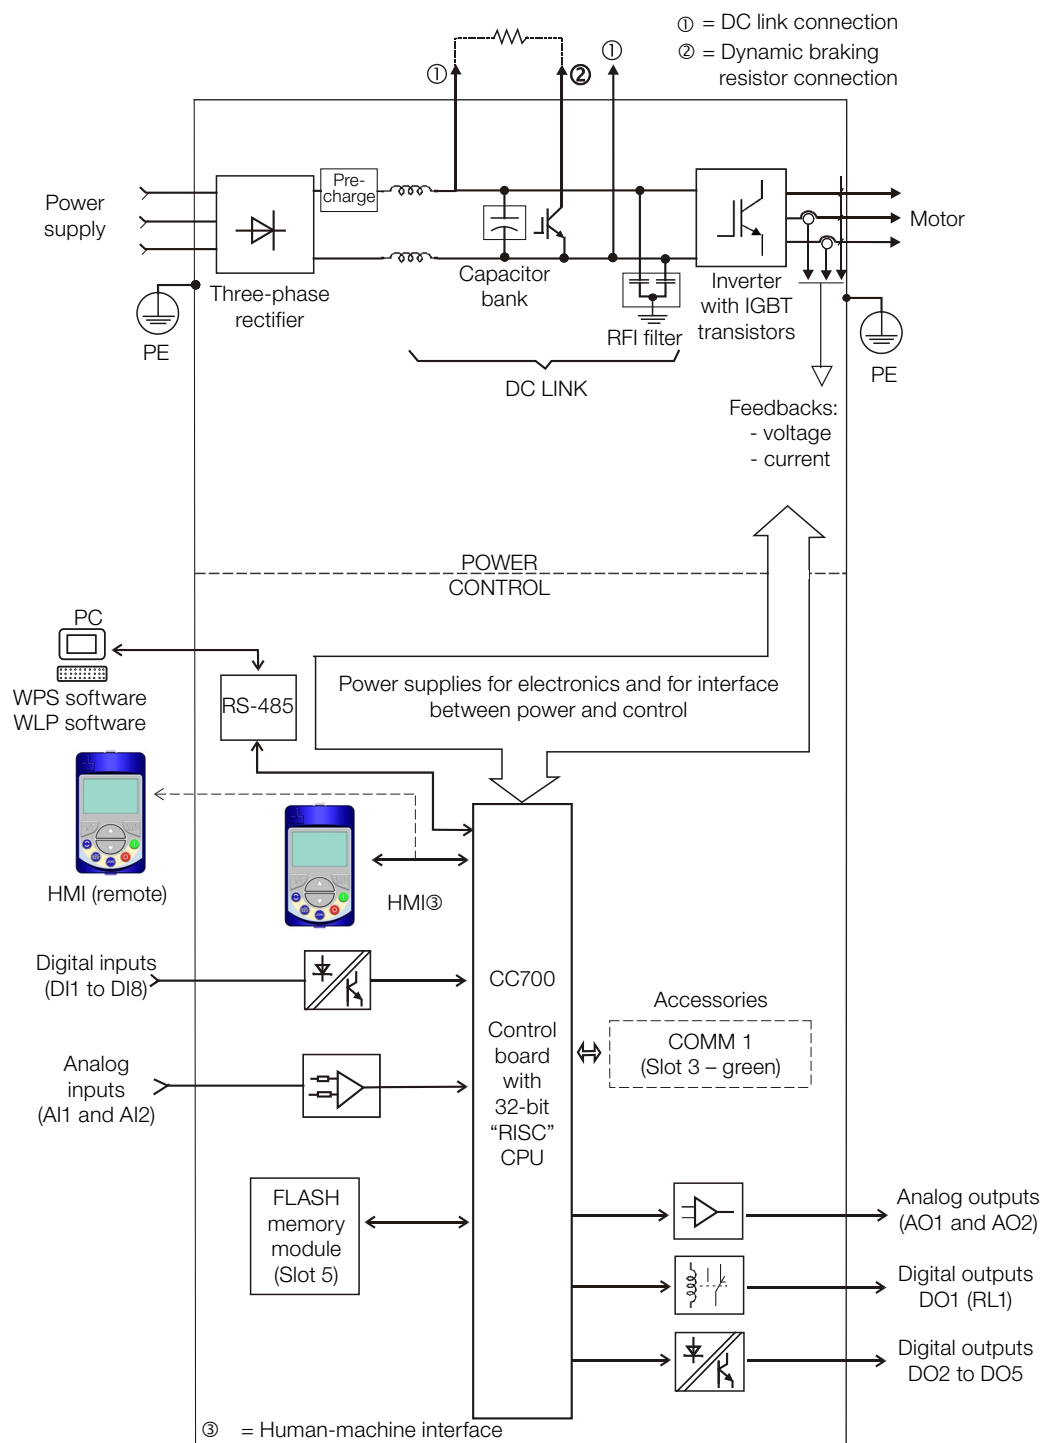 ① = DC link connection
② = Dynamic braking
resistor connection
①
②
①
Power
supply
Pre-
charge
Motor
Three-phase
rectifier
Capacitor
bank
Inverter
with IGBT
transistors
RFI filter
PE
PE
DC LINK
Feedbacks:
- voltage
- current
POWER
CONTROL
PC
WPS software
WLP software
RS-485
Power supplies for electronics and for interface
between power and control
HMI (remote)
HMI③
Digital inputs
(DI1 to DI8)
CC700
Control
board
with
32-bit
“RISC”
CPU
Accessories
COMM 1
(Slot 3 – green)
Analog
inputs
(AI1 and AI2)
FLASH
memory
module
(Slot 5)
Analog outputs
(AO1 and AO2)
Digital outputs
DO1 (RL1)
Digital outputs
DO2 to DO5
③ = Human-machine interface